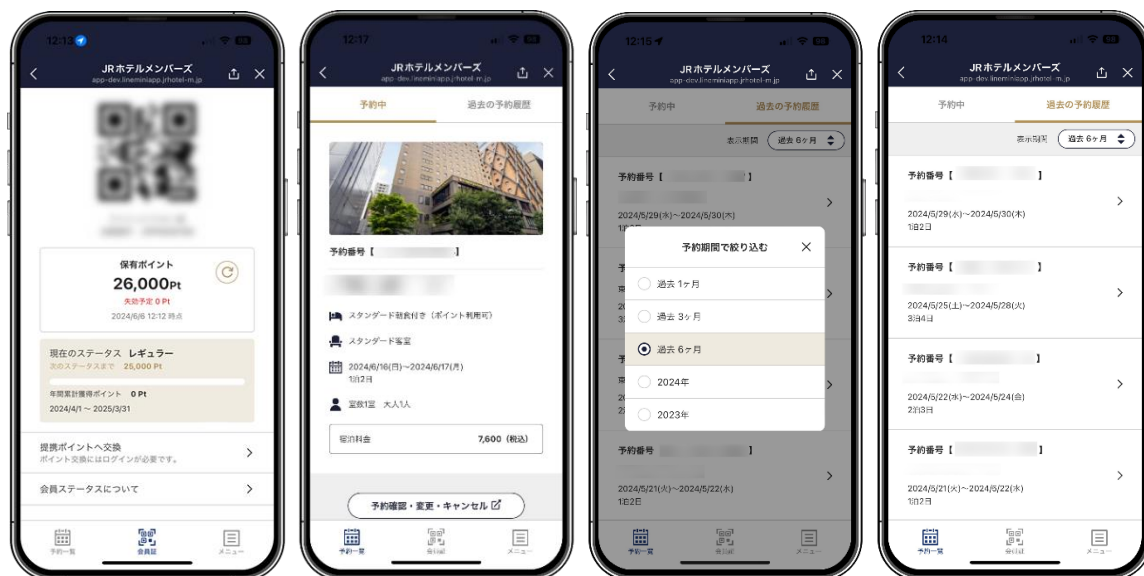 12:13
JRホテルメンバーズ
app-dev.lineminiapp.jrhotel-m.jp
保有ポイント
26,000Pt
失効予定 0 Pt
2024/6/6 12:12 時点
現在のステータス レギュラー
次のステータスまで 25,000 Pt
年間累計獲得ポイント 0 Pt
2024/4/1 ~ 2025/3/31
提携ポイントへ交換
ポイント交換にはログインが必要です。
会員ステータスについて
予約一覧
会員証
メニュー
12:17
JRホテルメンバーズ
app-dev.lineminiapp.jrhotel-m.jp
予約中
過去の予約履歴
予約番号【 】
スタンダード朝食付き(ポイント利用可)
スタンダード客室
2024/6/16(日)~2024/6/17(月)
1泊2日
室数1室 大人1人
宿泊料金 7,600(税込)
予約確認・変更・キャンセル
予約一覧
会員証
メニュー
12:15
JRホテルメンバーズ
app-dev.lineminiapp.jrhotel-m.jp
予約中
過去の予約履歴
表示期間 過去 6ヶ月
予約番号【 】
2024/5/29(水)~2024/5/30(木)
予約期間で絞り込む
過去 1ヶ月
過去 3ヶ月
過去 6ヶ月
2024年
2023年
予約番号 】
2024/5/21(火)~2024/5/22(水)
1泊2日
予約一覧
会員証
メニュー
12:14
JRホテルメンバーズ
app-dev.lineminiapp.jrhotel-m.jp
予約中
過去の予約履歴
表示期間 過去 6ヶ月
予約番号【 】
2024/5/29(水)~2024/5/30(木)
1泊2日
予約番号【 】
2024/5/25(土)~2024/5/28(火)
3泊4日
予約番号【 】
2024/5/22(水)~2024/5/24(金)
2泊3日
予約番号【 】
2024/5/21(火)~2024/5/22(水)
1泊2日
予約一覧
会員証
メニュー